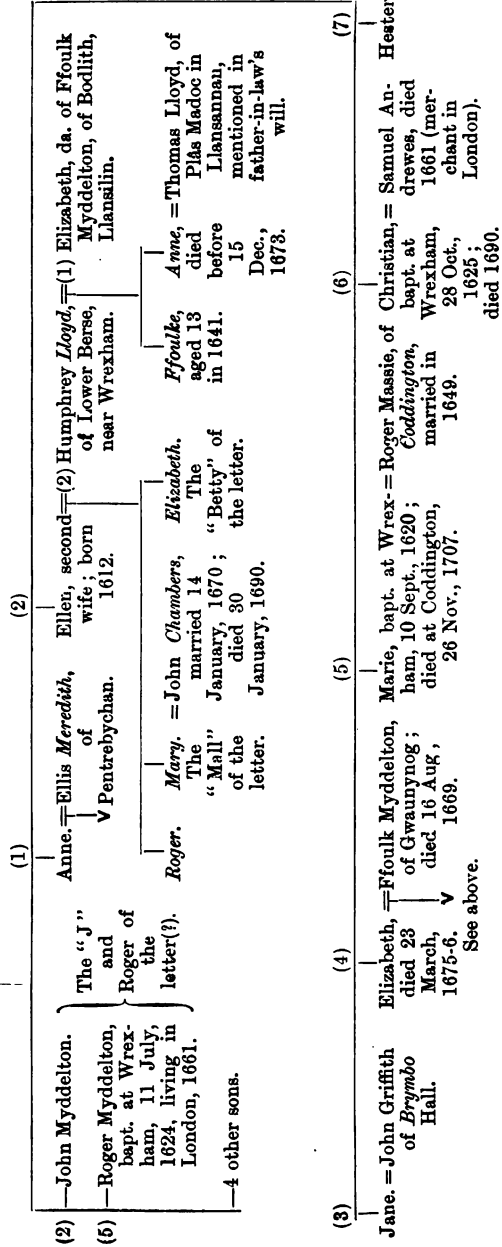 (2) —John Myddelton.
(5) —Roger Myddelton,
bapt. at Wrex-
ham, 11 July,
1624, living in
London, 1661.
The "J"
and
Roger of
the
letter(?).
—4 other sons.
(1)
Anne.=Ellis Meredith,
of
V Pentrebychan.
(2)
Ellen, second=(2) Humphrey Lloyd,=(1) Elizabeth, da. of Ffoulk
wife; born
1612.
of Lower Berse,
near Wrexham.
Myddelton, of Bodlith,
Llansilin.
Roger.
Mary.
The
"Mall"
of the
letter.
=John Chambers,
married 14
January, 1670;
died 30
January, 1690.
Elizabeth.
The
"Betty" of
the letter.
Ffoulke,
aged 13
in 1641.
Anne,
died
before
15
Dec.,
1673.
=Thomas Lloyd, of
Plâs Madoc in
Llansannan,
mentioned in
father-in-law's
will.
(3)
Jane.=John Griffith
of Brymbo
Hall.
(4)
Elizabeth,
died 23
March,
1675-6.
=Ffoulk Myddelton,
of Gwaunynog;
died 16 Aug,
V 1669.
See above.
(5)
Marie, bapt. at Wrex-
ham, 10 Sept., 1620;
died at Coddington,
26 Nov., 1707.
=Roger Massie, of
Coddington,
married in
1649.
(6)
Christian,
bapt. at
Wrexham,
28 Oct.,
1625;
died 1690.
= Samuel An-
drewes, died
1661 (mer-
chant in
London).
(7)
Hester